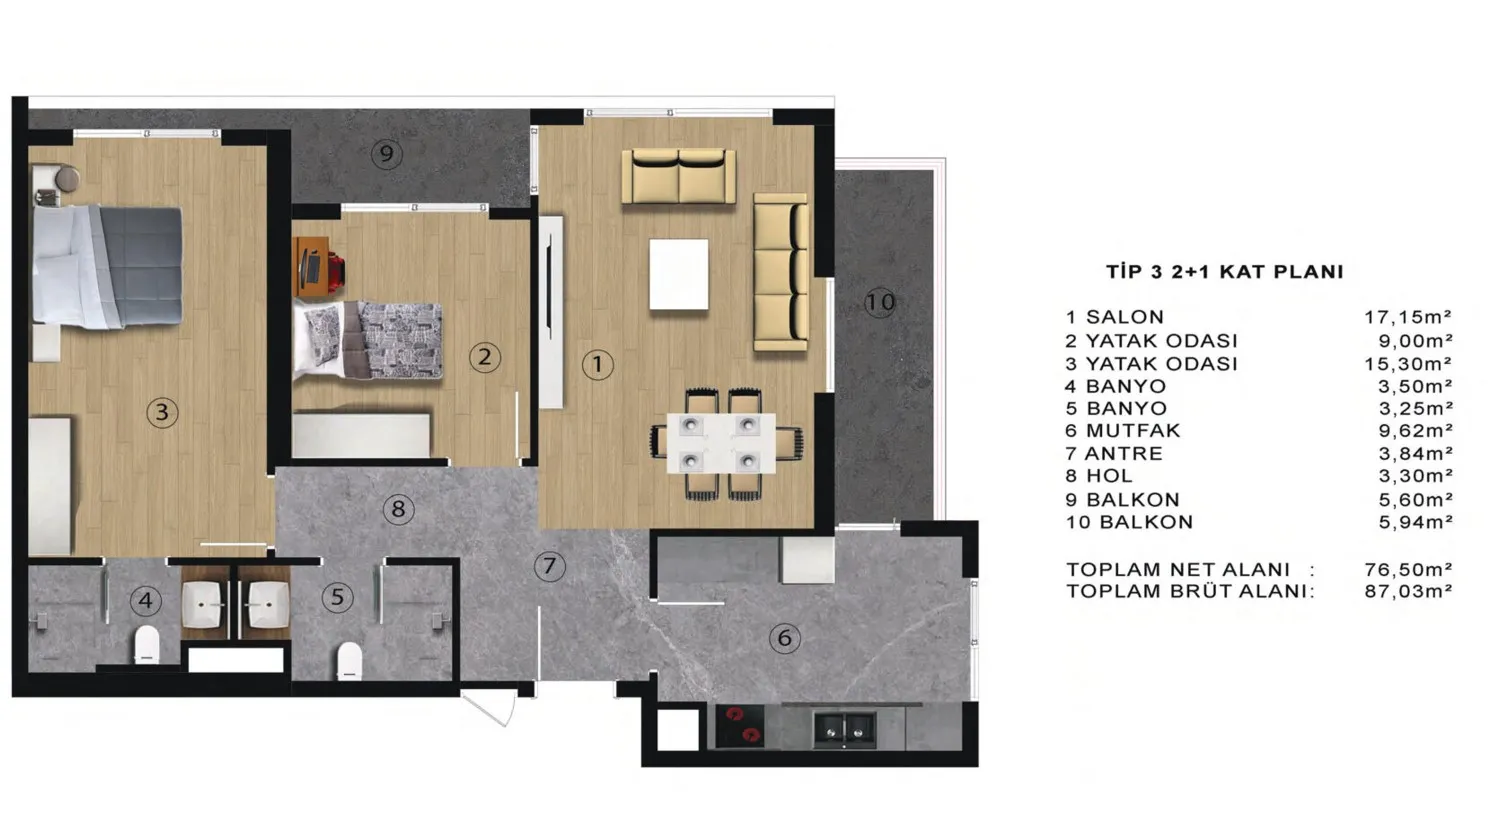 9
10
2
1
3
8
7
4
5
6
TİP 3 2+1 KAT PLANI
1 SALON 17,15m²
2 YATAK ODASI 9,00m²
3 YATAK ODASI 15,30m²
4 BANYO 3,50m²
5 BANYO 3,25m²
6 MUTFAK 9,62m²
7 ANTRE 3,84m²
8 HOL 3,30m²
9 BALKON 5,60m²
10 BALKON 5,94m²
TOPLAM NET ALANI : 76,50m²
TOPLAM BRÜT ALANI: 87,03m²